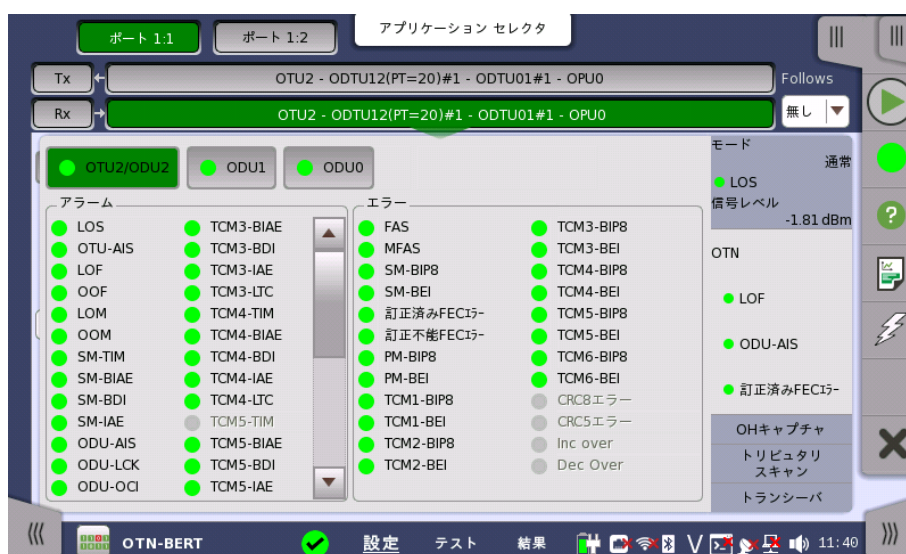 アプリケーション セレクタ
ポート 1:1
ポート 1:2
Tx
OTU2 - ODTU12(PT=20)#1 - ODTU01#1 - OPU0
Follows
Rx
OTU2 - ODTU12(PT=20)#1 - ODTU01#1 - OPU0
無し
OTU2/ODU2
ODU1
ODU0
アラーム
LOS
OTU-AIS
LOF
OOF
LOM
OOM
SM-TIM
SM-BIAE
SM-BDI
SM-IAE
ODU-AIS
ODU-LCK
ODU-OCI
TCM3-BIAE
TCM3-BDI
TCM3-IAE
TCM3-LTC
TCM4-TIM
TCM4-BIAE
TCM4-BDI
TCM4-IAE
TCM4-LTC
TCM5-TIM
TCM5-BIAE
TCM5-BDI
TCM5-IAE
エラー
FAS
MFAS
SM-BIP8
SM-BEI
訂正済みFECｴﾗｰ
訂正不能FECｴﾗｰ
PM-BIP8
PM-BEI
TCM1-BIP8
TCM1-BEI
TCM2-BIP8
TCM2-BEI
TCM3-BIP8
TCM3-BEI
TCM4-BIP8
TCM4-BEI
TCM5-BIP8
TCM5-BEI
TCM6-BIP8
TCM6-BEI
CRC8エラー
CRC5エラー
Inc over
Dec Over
モード
通常
LOS
信号レベル
-1.81 dBm
OTN
LOF
ODU-AIS
訂正済みFECｴﾗｰ
OHキャプチャ
トリビュタリ
スキャン
トランシーバ
OTN-BERT
設定
テスト
結果
11:40